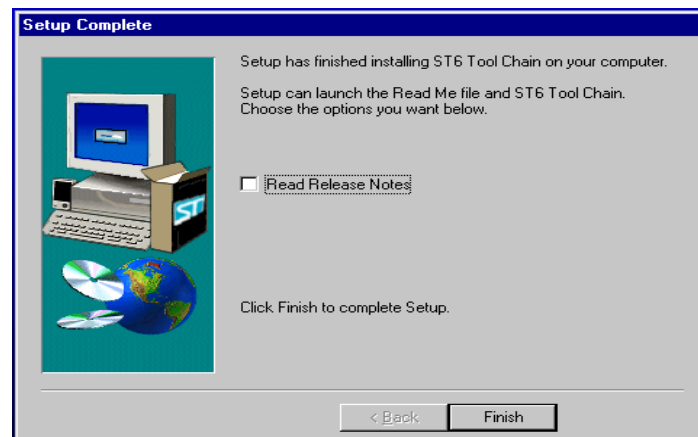 Setup Complete
Setup has finished installing ST6 Tool Chain on your computer.
Setup can launch the Read Me file and ST6 Tool Chain.
Choose the options you want below.
Read Release Notes
ST
Click Finish to complete Setup.
< Back
Finish